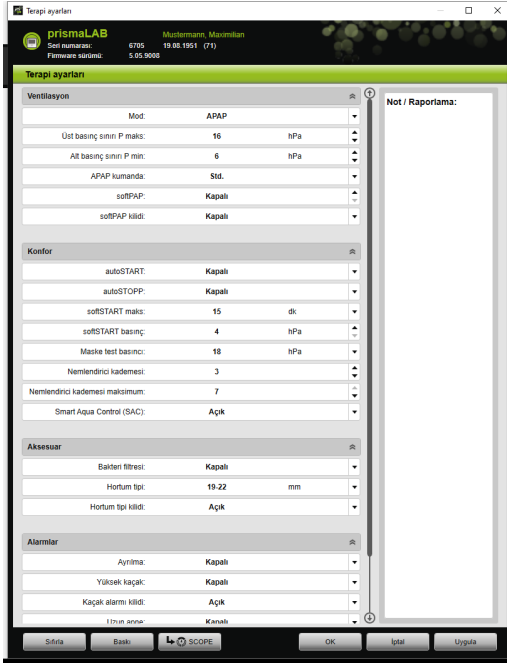 Terapi ayarları
prismaLAB Mustermann, Maximilian
Seri numarası: 6705 19.08.1951 (71)
Firmware sürümü: 5.05.9008
Terapi ayarları
Ventilasyon
Mod: APAP
Üst basınç sınırı P maks: 16 hPa
Alt basınç sınırı P min: 6 hPa
APAP kumanda: Std.
softPAP: Kapalı
softPAP kilidi: Kapalı
Konfor
autoSTART: Kapalı
autoSTOPP: Kapalı
softSTART maks: 15 dk
softSTART basınç: 4 hPa
Maske test basıncı: 18 hPa
Nemlendirici kademesi: 3
Nemlendirici kademesi maksimum: 7
Smart Aqua Control (SAC): Açık
Aksesuar
Bakteri filtresi: Kapalı
Hortum tipi: 19-22 mm
Hortum tipi kilidi: Açık
Alarmlar
Ayrılma: Kapalı
Yüksek kaçak: Kapalı
Kaçak alarmı kilidi: Açık
Uzun apne: Kapalı
Not / Raporlama:
Sıfırla Baskı SCOPE OK İptal Uygula